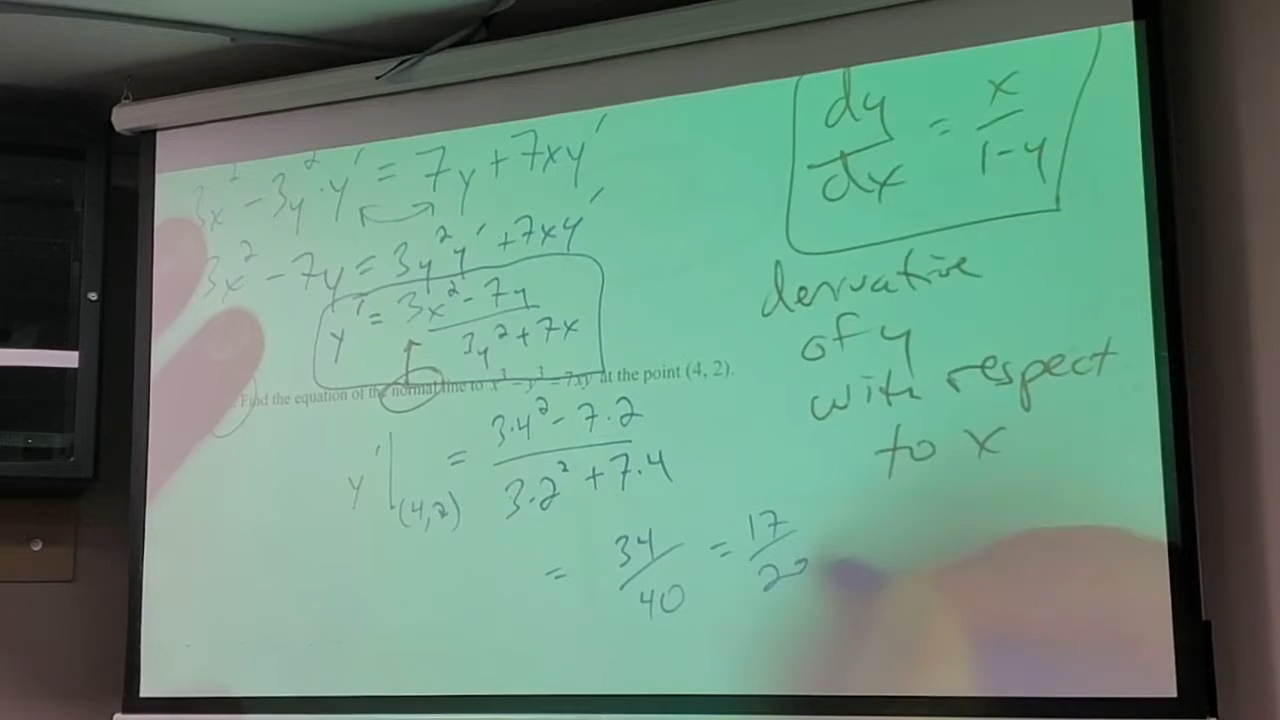 3x² - 3y²·y' = 7y + 7xy'
3x² - 7y = 3y²y' + 7xy'
y' = (3x² - 7y)/(3y² + 7x)
Find the equation of the normal line to x³ - y³ = 7xy at the point (4, 2).
y'|(4,2) = (3·4² - 7·2)/(3·2² + 7·4)
= 34/40 = 17/20
dy/dx = x/(1-y)
derivative
of y
with respect
to x